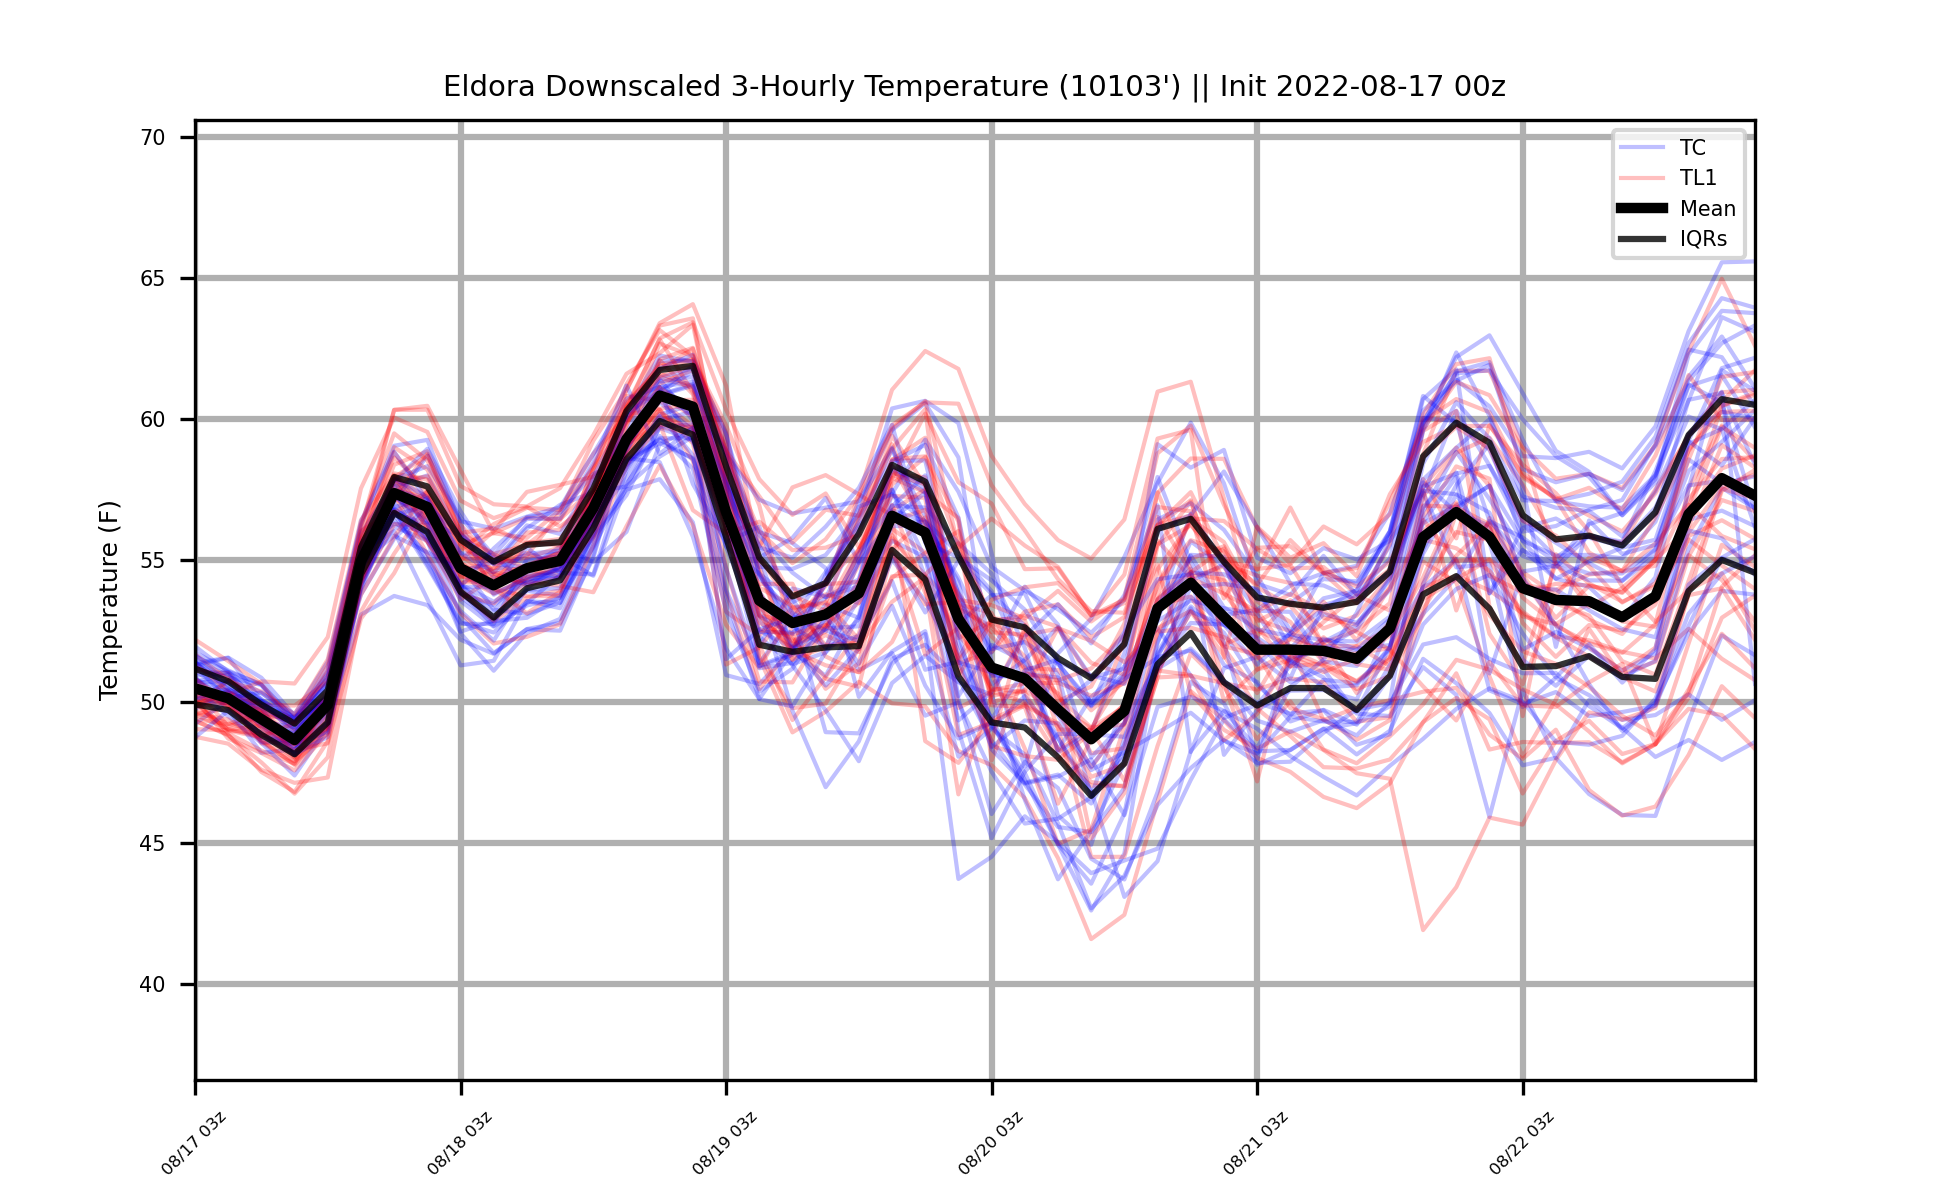 Eldora Downscaled 3-Hourly Temperature (10103') || Init 2022-08-17 00z
TC
TL1
Mean
IQRs
Temperature (F)
70
65
60
55
50
45
40
08/17 03z
08/18 03z
08/19 03z
08/20 03z
08/21 03z
08/22 03z